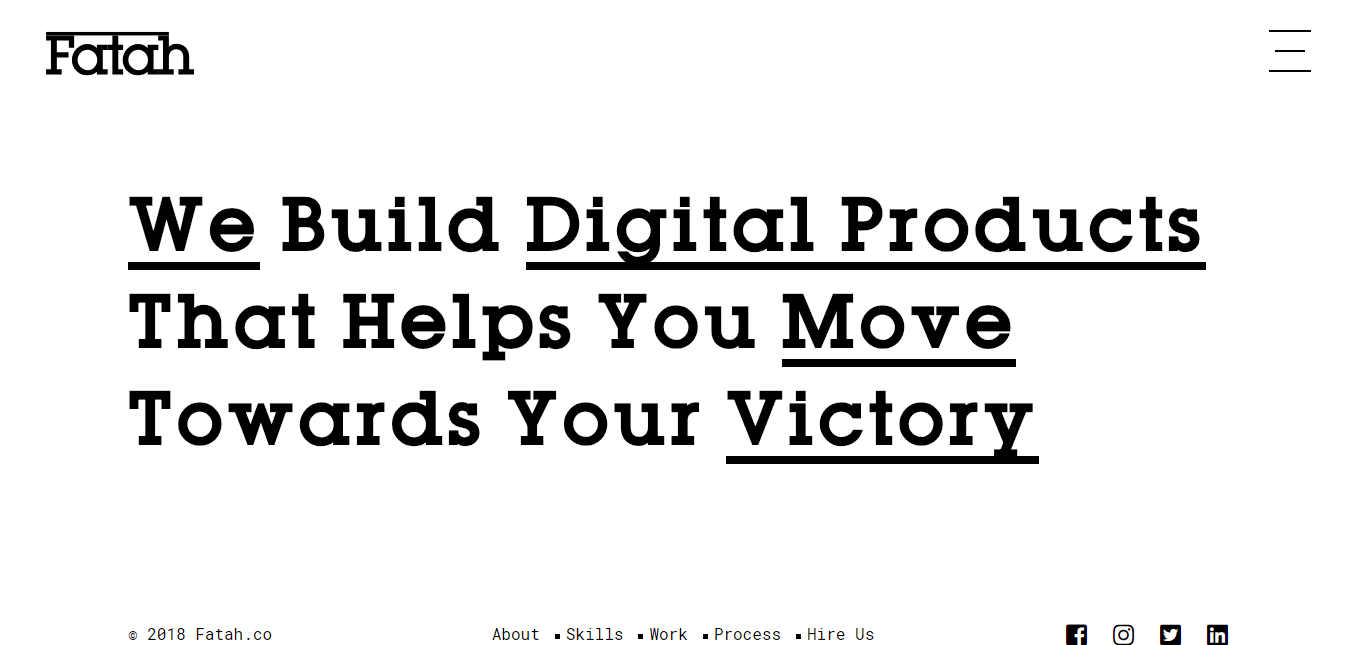 Fatah
We Build Digital Products
That Helps You Move
Towards Your Victory
© 2018 Fatah.co
About ▪ Skills ▪ Work ▪ Process ▪ Hire Us